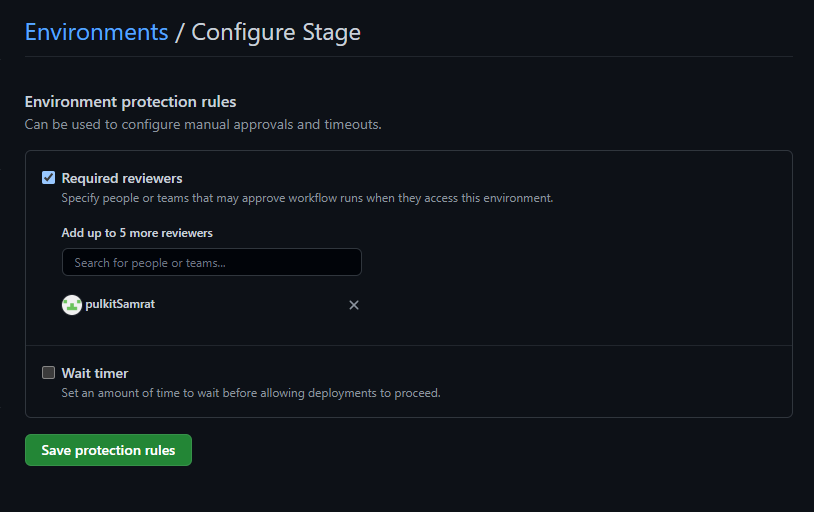 Environments / Configure Stage
Environment protection rules
Can be used to configure manual approvals and timeouts.
Required reviewers
Specify people or teams that may approve workflow runs when they access this environment.
Add up to 5 more reviewers
Search for people or teams...
pulkitSamrat
Wait timer
Set an amount of time to wait before allowing deployments to proceed.
Save protection rules